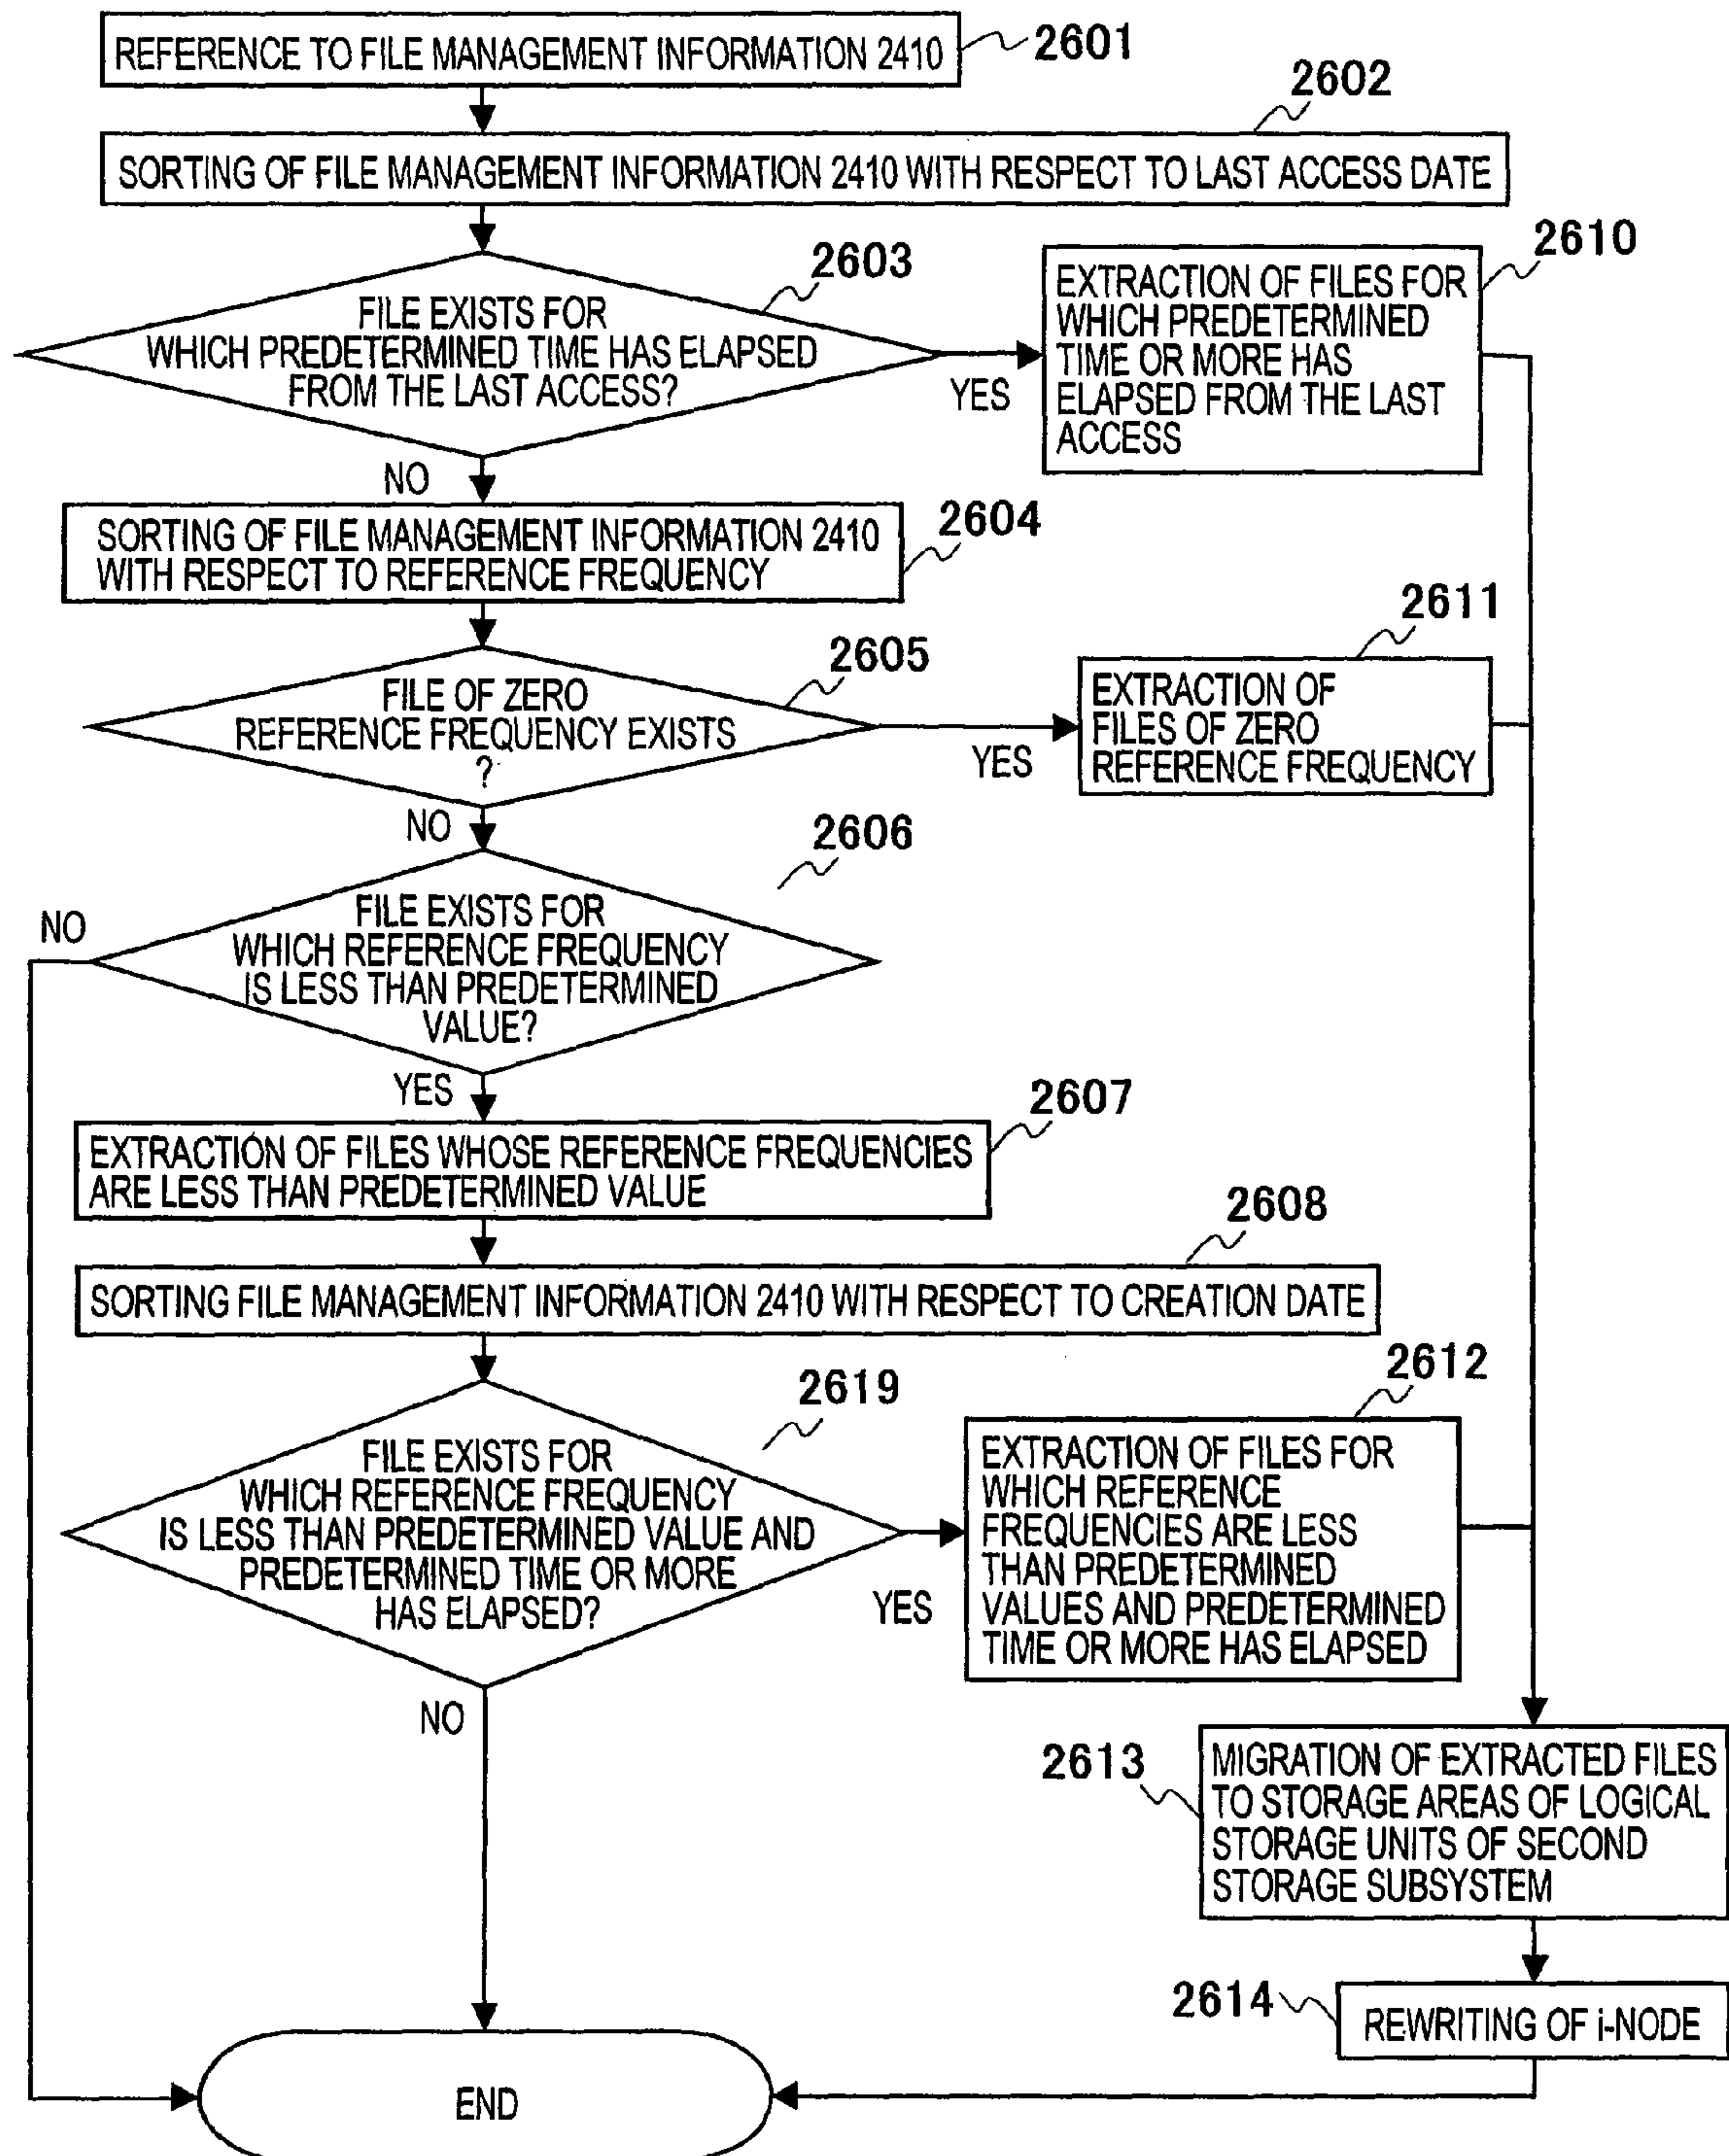 REFERENCE TO FILE MANAGEMENT INFORMATION 2410
2601
2602
SORTING OF FILE MANAGEMENT INFORMATION 2410 WITH RESPECT TO LAST ACCESS DATE
2603
FILE EXISTS FOR
WHICH PREDETERMINED TIME HAS ELAPSED
FROM THE LAST ACCESS?
YES
NO
2610
EXTRACTION OF FILES FOR
WHICH PREDETERMINED
TIME OR MORE HAS
ELAPSED FROM THE LAST
ACCESS
2604
SORTING OF FILE MANAGEMENT INFORMATION 2410
WITH RESPECT TO REFERENCE FREQUENCY
2605
FILE OF ZERO
REFERENCE FREQUENCY EXISTS
?
YES
NO
2611
EXTRACTION OF
FILES OF ZERO
REFERENCE FREQUENCY
2606
FILE EXISTS FOR
WHICH REFERENCE FREQUENCY
IS LESS THAN PREDETERMINED
VALUE?
NO
YES
2607
EXTRACTION OF FILES WHOSE REFERENCE FREQUENCIES
ARE LESS THAN PREDETERMINED VALUE
2608
SORTING FILE MANAGEMENT INFORMATION 2410 WITH RESPECT TO CREATION DATE
2619
FILE EXISTS FOR
WHICH REFERENCE FREQUENCY
IS LESS THAN PREDETERMINED VALUE AND
PREDETERMINED TIME OR MORE
HAS ELAPSED?
YES
NO
2612
EXTRACTION OF FILES FOR
WHICH REFERENCE
FREQUENCIES ARE LESS
THAN PREDETERMINED
VALUES AND PREDETERMINED
TIME OR MORE HAS ELAPSED
2613
MIGRATION OF EXTRACTED FILES
TO STORAGE AREAS OF LOGICAL
STORAGE UNITS OF SECOND
STORAGE SUBSYSTEM
2614
REWRITING OF i-NODE
END